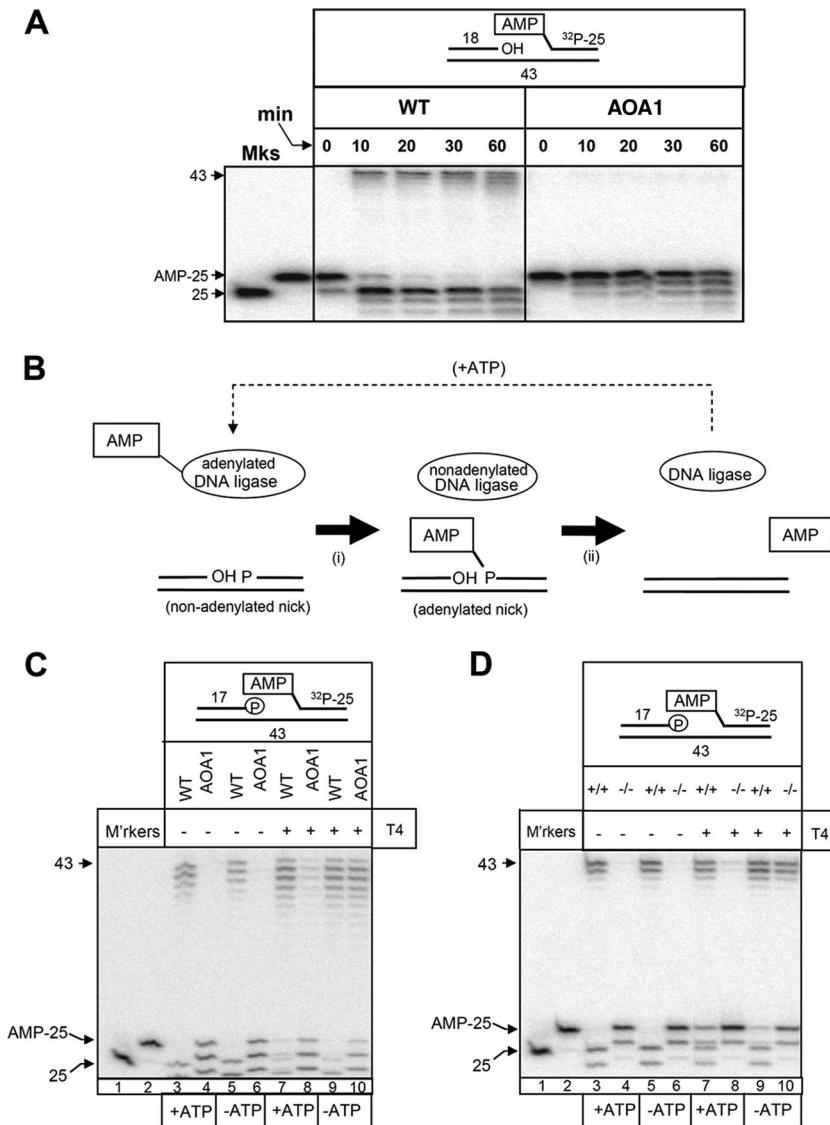 A
AMP
18 OH ³²P-25
43
WT AOA1
min
Mks 0 10 20 30 60 0 10 20 30 60
43
AMP-25
25
B
(+ATP)
AMP
adenylated
DNA ligase
nonadenylated
DNA ligase
DNA ligase
AMP
AMP
(i)
(ii)
OH P
OH P
(non-adenylated nick)
(adenylated nick)
C
AMP
17 P ³²P-25
43
WT AOA1 WT AOA1 WT AOA1 WT AOA1
M'rkers - - - - + + + + T4
43
AMP-25
25
1 2 3 4 5 6 7 8 9 10
+ATP -ATP +ATP -ATP
D
AMP
17 P ³²P-25
43
+/+ -/- +/+ -/- +/+ -/- +/+ -/-
M'rkers - - - - + + + + T4
43
AMP-25
25
1 2 3 4 5 6 7 8 9 10
+ATP -ATP +ATP -ATP